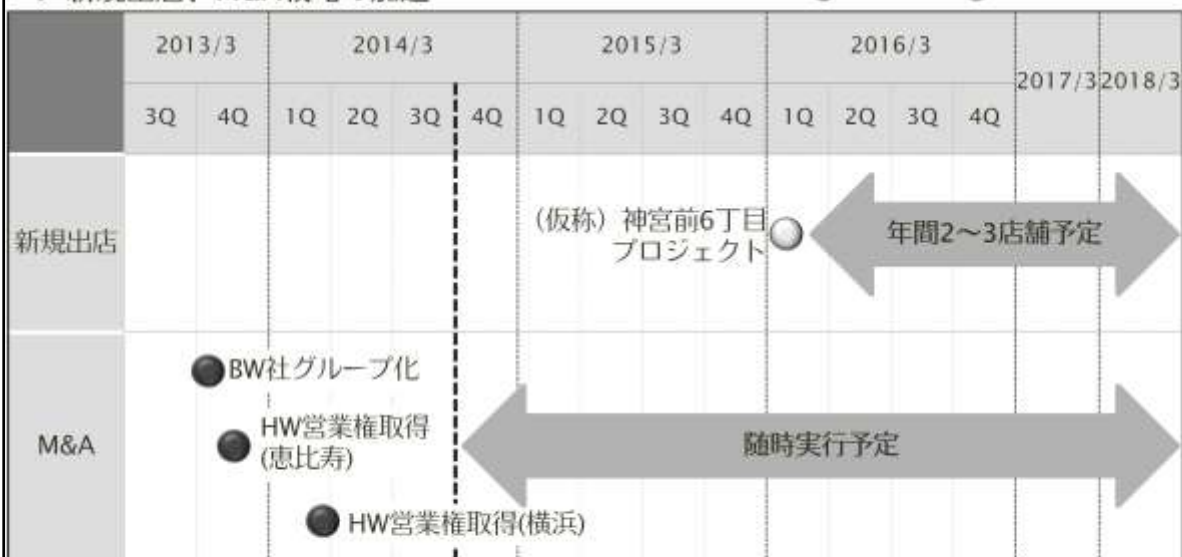 2013/3 2014/3 2015/3 2016/3 2017/3 2018/3
3Q 4Q 1Q 2Q 3Q 4Q 1Q 2Q 3Q 4Q 1Q 2Q 3Q 4Q
新規出店
(仮称)神宮前6丁目
プロジェクト
年間2～3店舗予定
M&A
BW社グループ化
HW営業権取得
(恵比寿)
随時実行予定
HW営業権取得(横浜)